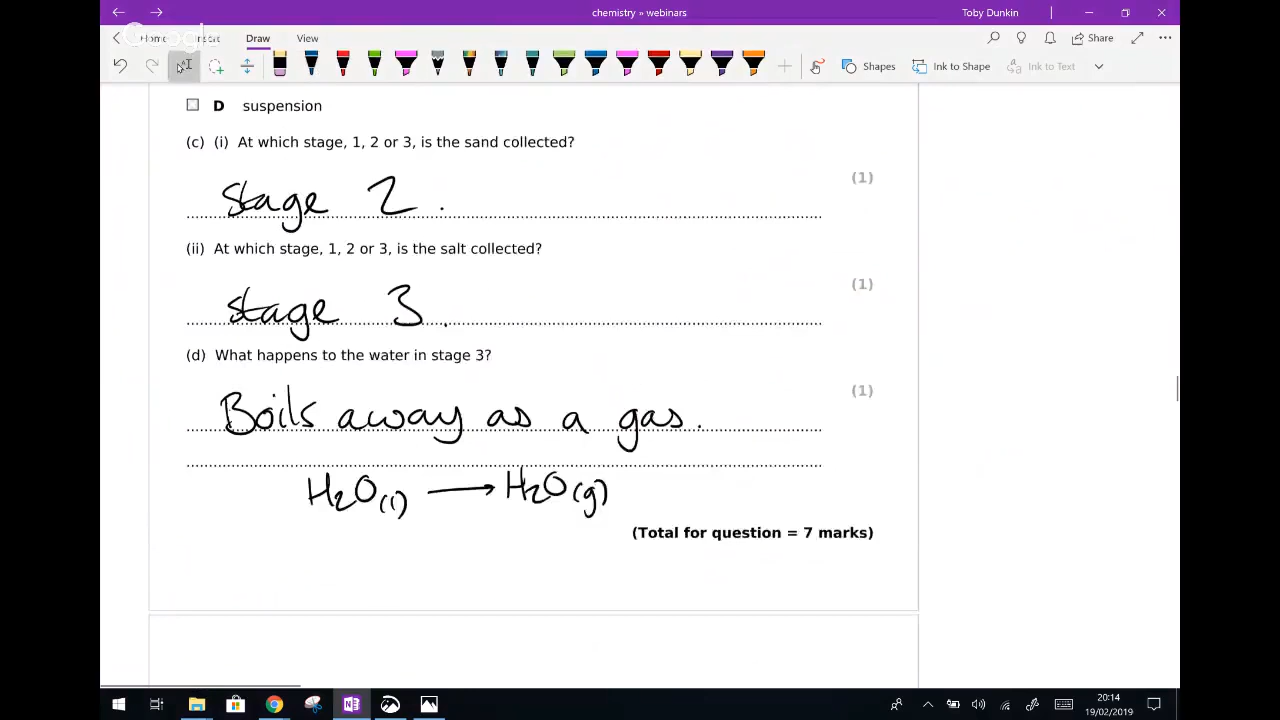 chemistry » webinars
Toby Dunkin
Google
Home
Insert
Draw
View
Share
Shapes
Ink to Shape
Ink to Text
D suspension
(c) (i) At which stage, 1, 2 or 3, is the sand collected?
(1)
Stage 2.
(ii) At which stage, 1, 2 or 3, is the salt collected?
(1)
Stage 3.
(d) What happens to the water in stage 3?
(1)
Boils away as a gas.
H₂O(l) → H₂O(g)
(Total for question = 7 marks)
20:14
19/02/2019